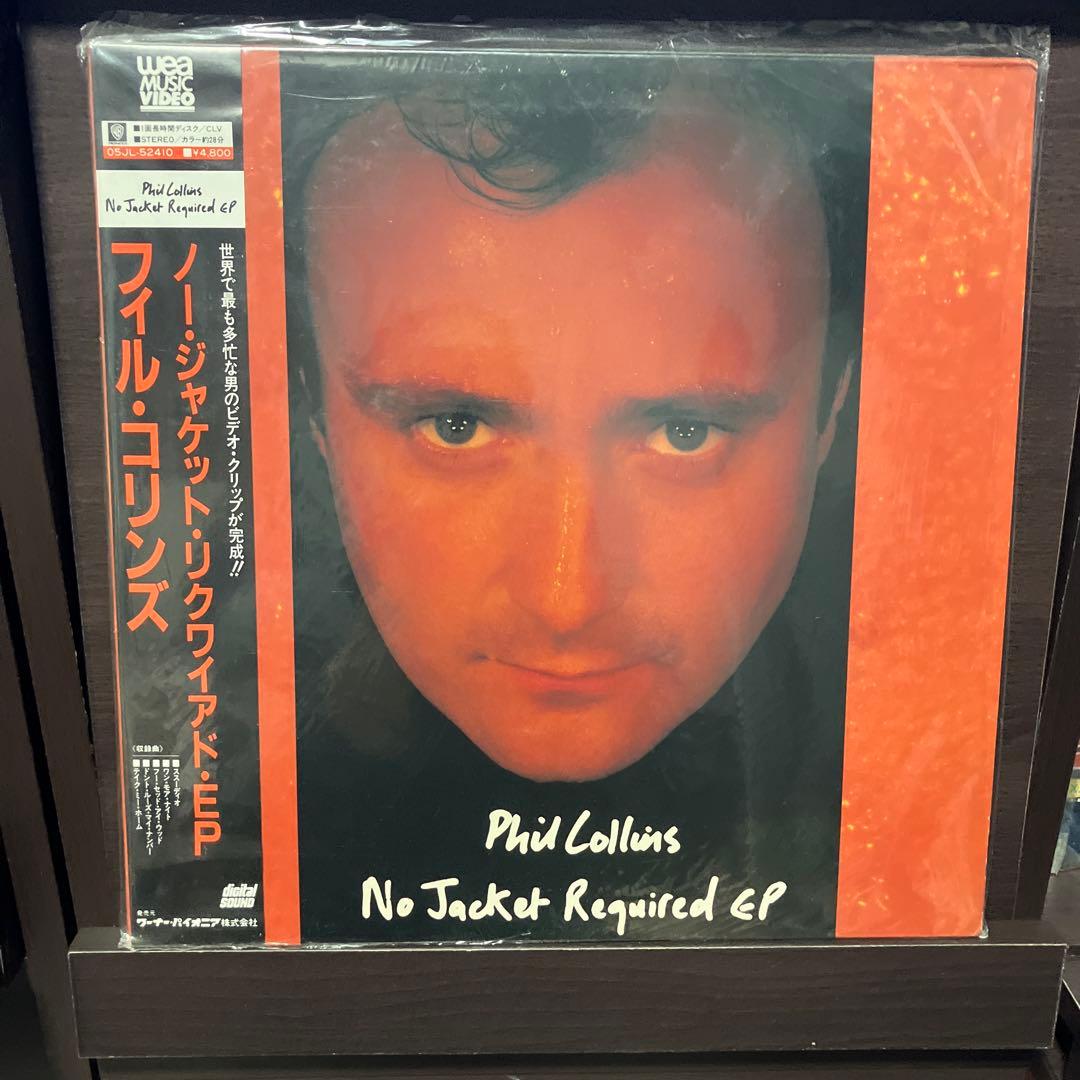 wea
MUSIC
VIDEO
■1面長時間ディスク/CLV
■STEREO/カラー約28分
05JL-52410 ■¥4,800
Phil Collins
No Jacket Required EP
世界で最も多忙な男のビデオ・クリップが完成!!
ノー・ジャケット・リクワイアド・EP
フィル・コリンズ
〈収録曲〉
■ススーディオ
■ワン・モア・ナイト
■フー・セッド・アイ・ウッド
■ドント・ルーズ・マイ・ナンバー
■テイク・ミー・ホーム
digital
SOUND
発売元
ワーナー・パイオニア株式会社
Phil Collins
No Jacket Required EP